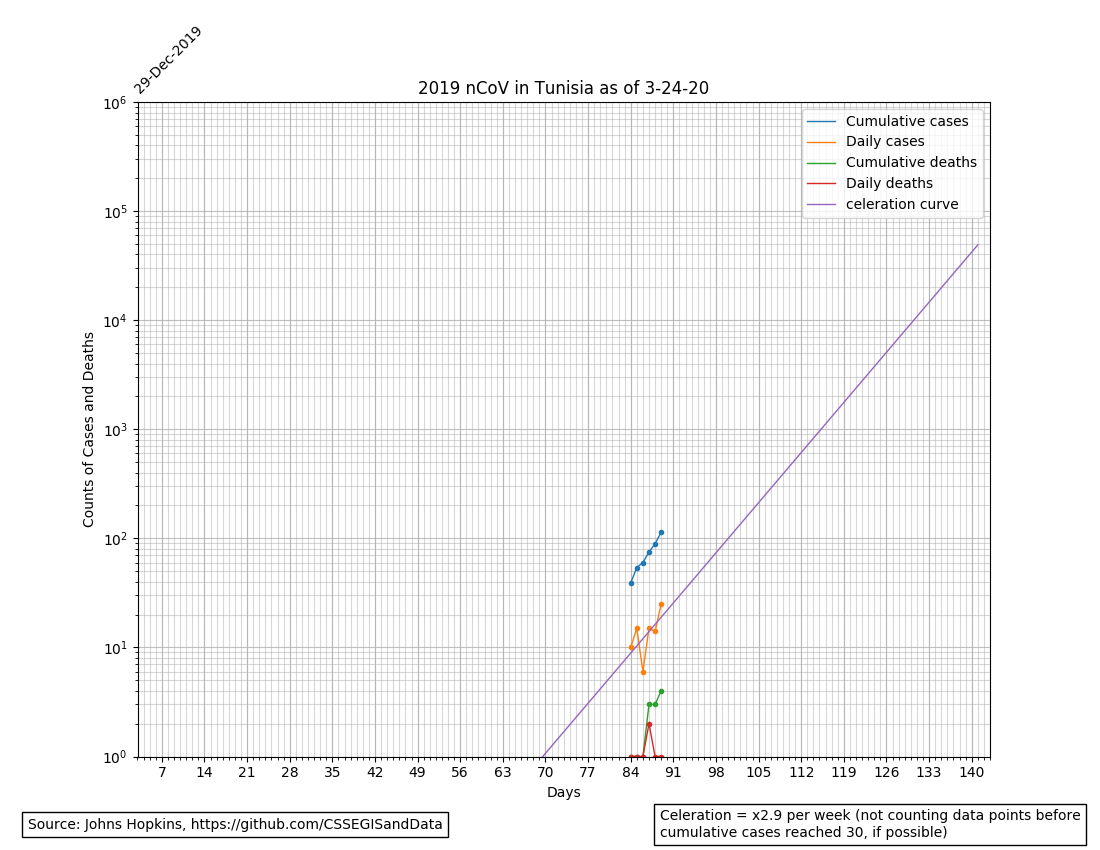 29-Dec-2019
2019 nCoV in Tunisia as of 3-24-20
Counts of Cases and Deaths
10^6
10^5
10^4
10^3
10^2
10^1
10^0
Cumulative cases
Daily cases
Cumulative deaths
Daily deaths
celeration curve
7 14 21 28 35 42 49 56 63 70 77 84 91 98 105 112 119 126 133 140
Days
Source: Johns Hopkins, https://github.com/CSSEGISandData
Celeration = x2.9 per week (not counting data points before
cumulative cases reached 30, if possible)